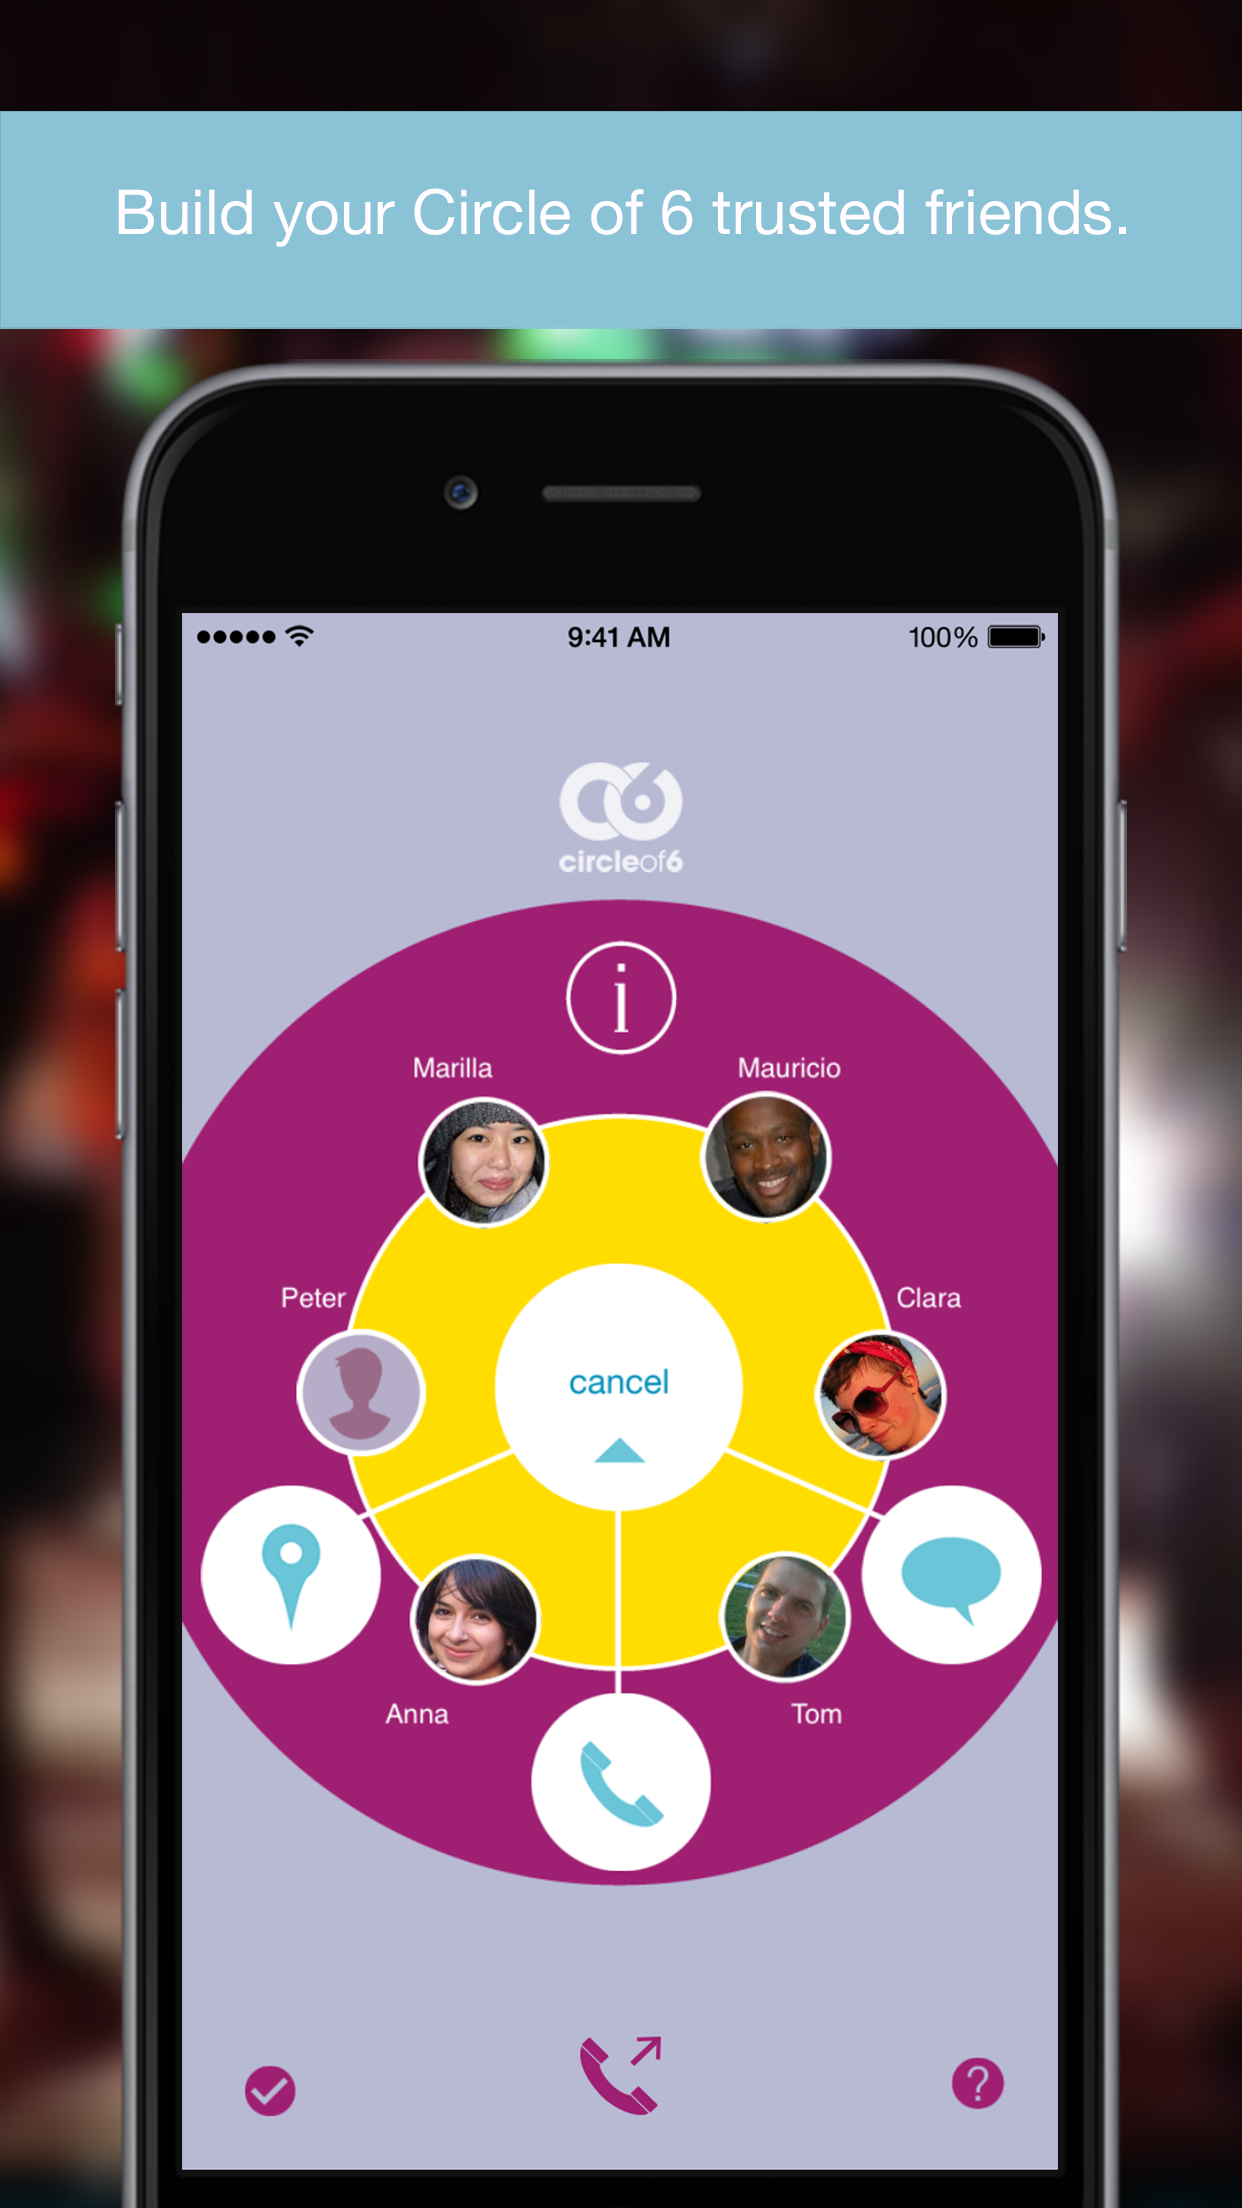 Build your Circle of 6 trusted friends.
9:41 AM
100%
circleof6
i
Marilla
Mauricio
Peter
Clara
cancel
Anna
Tom
?